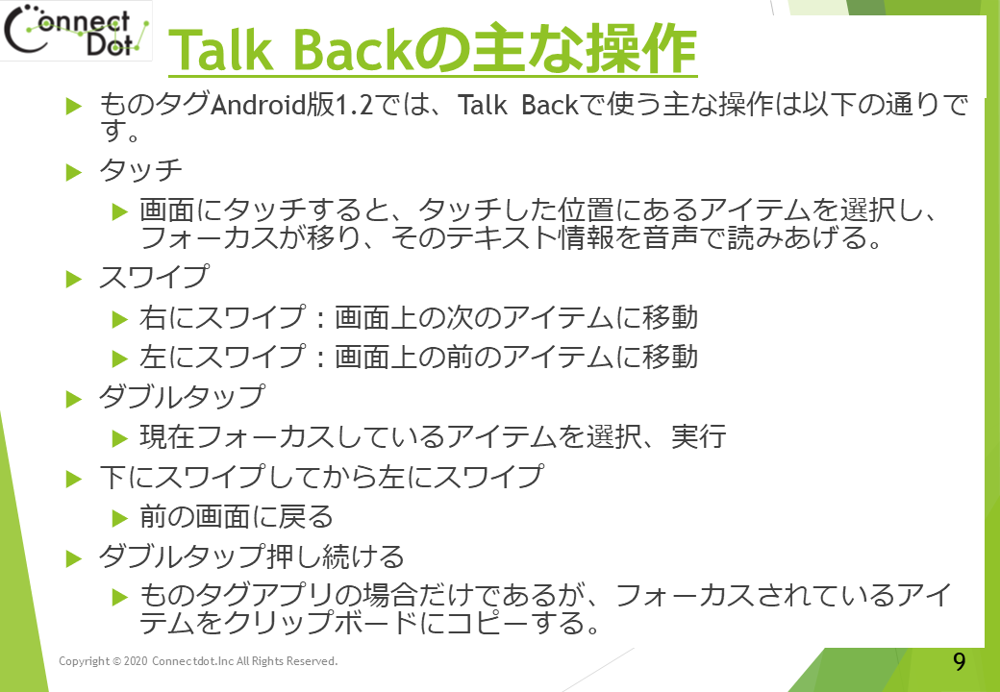 Connect
Dot
Talk Backの主な操作
ものタグAndroid版1.2では、Talk Backで使う主な操作は以下の通りで
す。
タッチ
画面にタッチすると、タッチした位置にあるアイテムを選択し、
フォーカスが移り、そのテキスト情報を音声で読みあげる。
スワイプ
右にスワイプ：画面上の次のアイテムに移動
左にスワイプ：画面上の前のアイテムに移動
ダブルタップ
現在フォーカスしているアイテムを選択、実行
下にスワイプしてから左にスワイプ
前の画面に戻る
ダブルタップ押し続ける
ものタグアプリの場合だけであるが、フォーカスされているアイ
テムをクリップボードにコピーする。
Copyright © 2020 Connectdot.Inc All Rights Reserved.
9